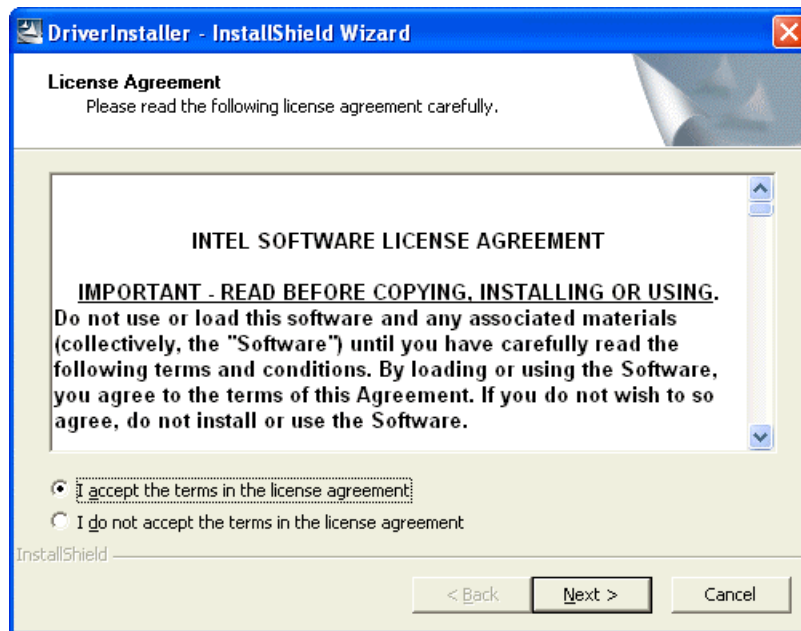 DriverInstaller - InstallShield Wizard
License Agreement
Please read the following license agreement carefully.
INTEL SOFTWARE LICENSE AGREEMENT
IMPORTANT - READ BEFORE COPYING, INSTALLING OR USING.
Do not use or load this software and any associated materials
(collectively, the "Software") until you have carefully read the
following terms and conditions. By loading or using the Software,
you agree to the terms of this Agreement. If you do not wish to so
agree, do not install or use the Software.
I accept the terms in the license agreement
I do not accept the terms in the license agreement
InstallShield
< Back
Next >
Cancel